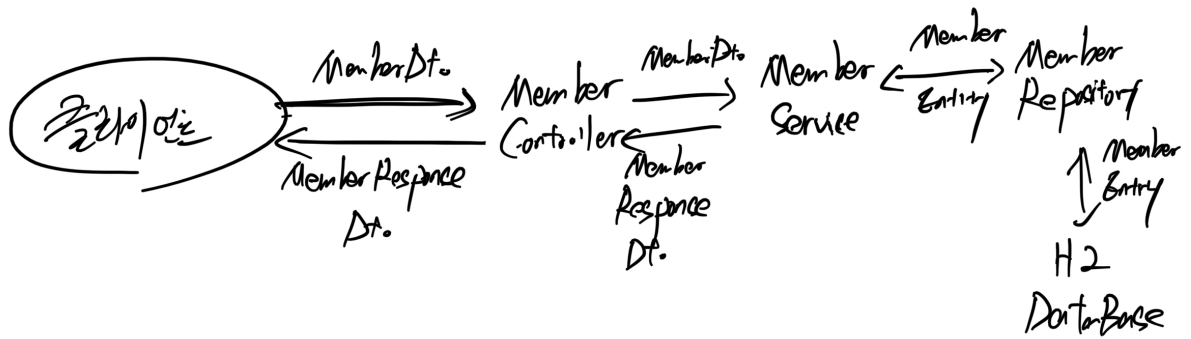 클라이언트
MemberDto
MemberResponce
Dto
Member
Controller
MemberDto
Member
Responce
Dto
Member
Service
Member
Entity
Member
Repository
Member
Entity
H2
DataBase